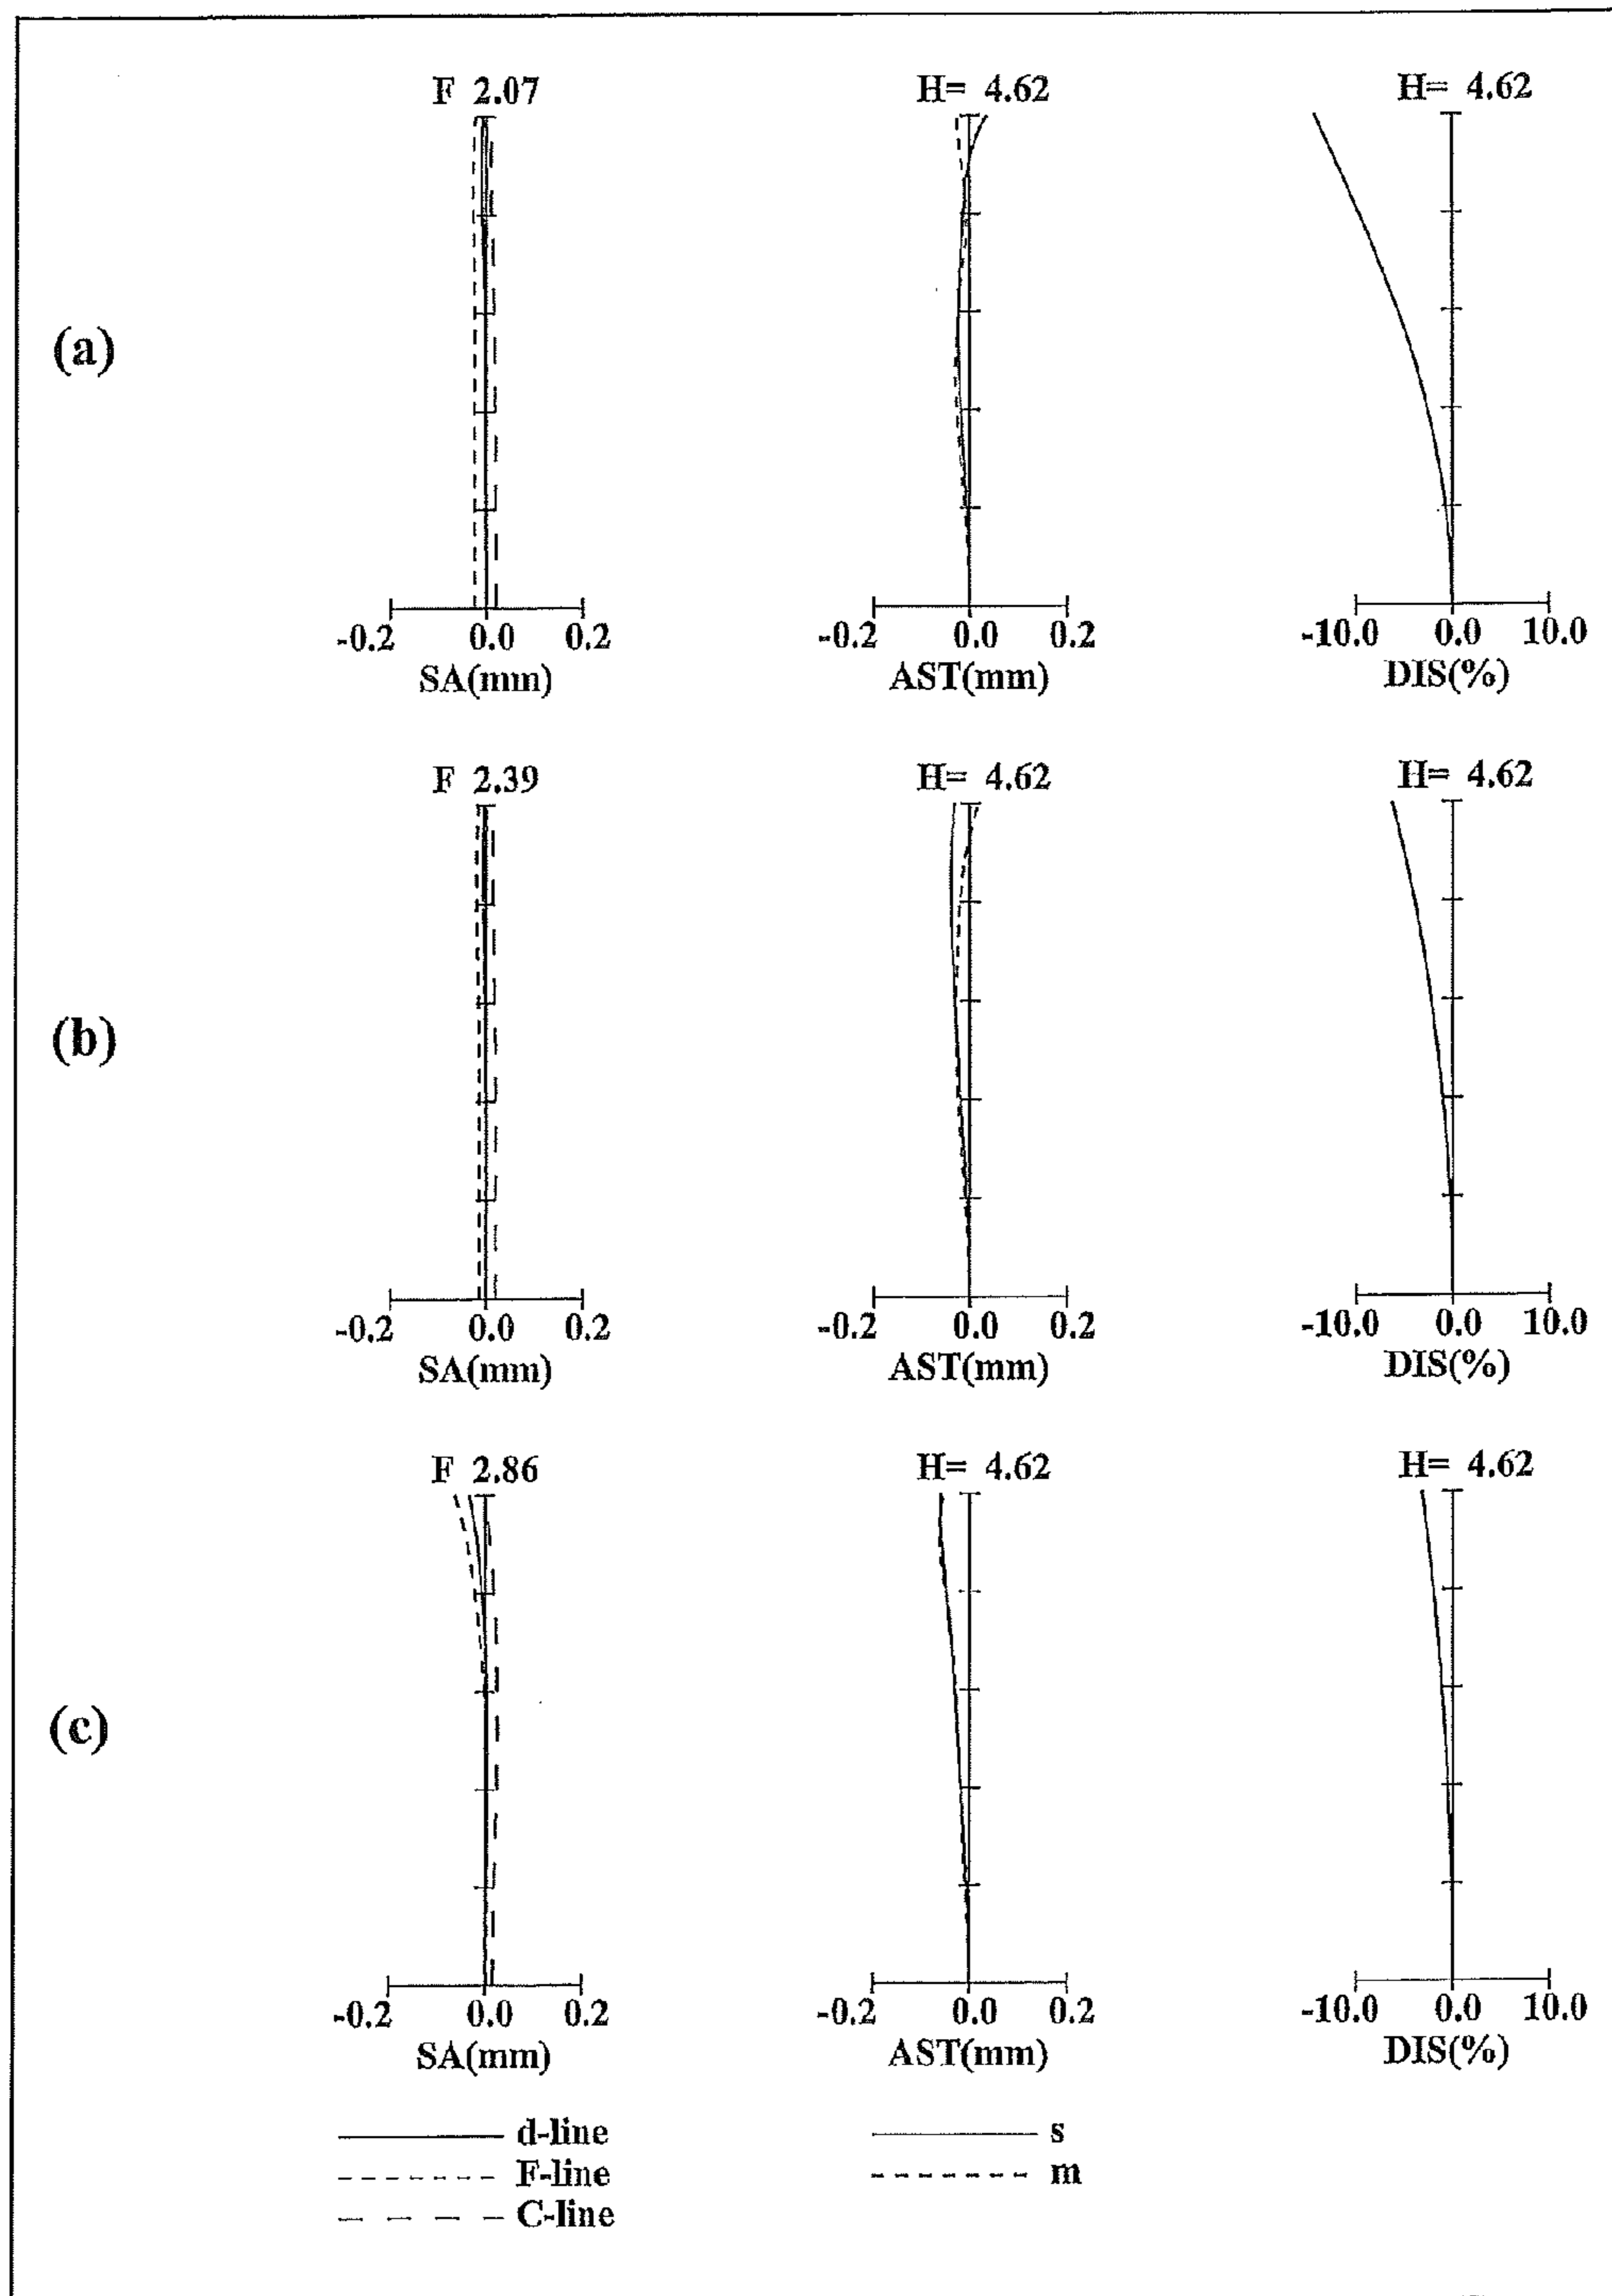 F 2.07 H= 4.62 H= 4.62
(a)
-0.2 0.0 0.2 -0.2 0.0 0.2 -10.0 0.0 10.0
SA(mm) AST(mm) DIS(%)
F 2.39 H= 4.62 H= 4.62
(b)
-0.2 0.0 0.2 -0.2 0.0 0.2 -10.0 0.0 10.0
SA(mm) AST(mm) DIS(%)
F 2.86 H= 4.62 H= 4.62
(c)
-0.2 0.0 0.2 -0.2 0.0 0.2 -10.0 0.0 10.0
SA(mm) AST(mm) DIS(%)
d-line s
F-line m
C-line